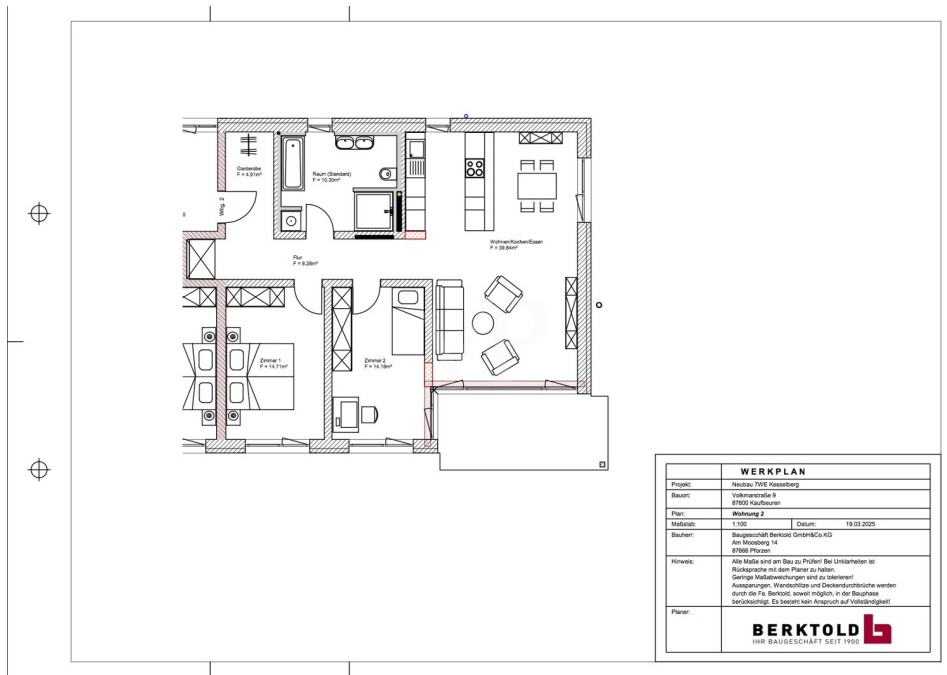 Garderobe
F = 4.91m²
Raum (Standard)
F = 10.30m²
Whg. 2
Wohnen/Kochen/Essen
F = 39.84m²
Flur
F = 8.28m²
Zimmer 1
F = 14.71m²
Zimmer 2
F = 14.18m²
WERKPLAN
Projekt: Neubau 7WE Kesselberg
Bauort: Volkmarstraße 9
87600 Kaufbeuren
Plan: Wohnung 2
Maßstab: 1:100 Datum: 19.03.2025
Bauherr: Baugescchäft Berktold GmbH&Co.KG
Am Moosberg 14
87666 Pforzen
Hinweis: Alle Maße sind am Bau zu Prüfen! Bei Unklarheiten ist
Rücksprache mit dem Planer zu halten.
Geringe Maßabweichungen sind zu tolerieren!
Aussparungen, Wandschlitze und Deckendurchbrüche werden
durch die Fa. Berktold, soweit möglich, in der Bauphase
berücksichtigt. Es besteht kein Anspruch auf Vollständigkeit!
Planer:
BERKTOLD
IHR BAUGESCHÄFT SEIT 1900